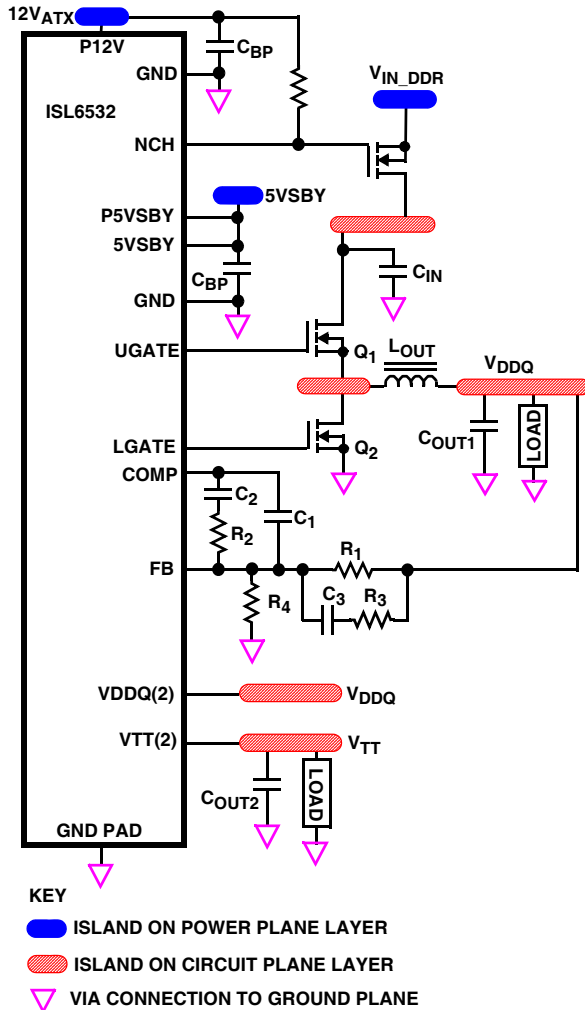 12VATX
P12V
CBP
GND
VIN_DDR
ISL6532
NCH
5VSBY
P5VSBY
5VSBY
CBP
CIN
GND
UGATE
Q1
LOUT
VDDQ
LGATE
Q2
COUT1
LOAD
COMP
C2
C1
R2
R1
FB
C3
R3
R4
VDDQ(2)
VDDQ
VTT(2)
VTT
COUT2
LOAD
GND PAD
KEY
ISLAND ON POWER PLANE LAYER
ISLAND ON CIRCUIT PLANE LAYER
VIA CONNECTION TO GROUND PLANE